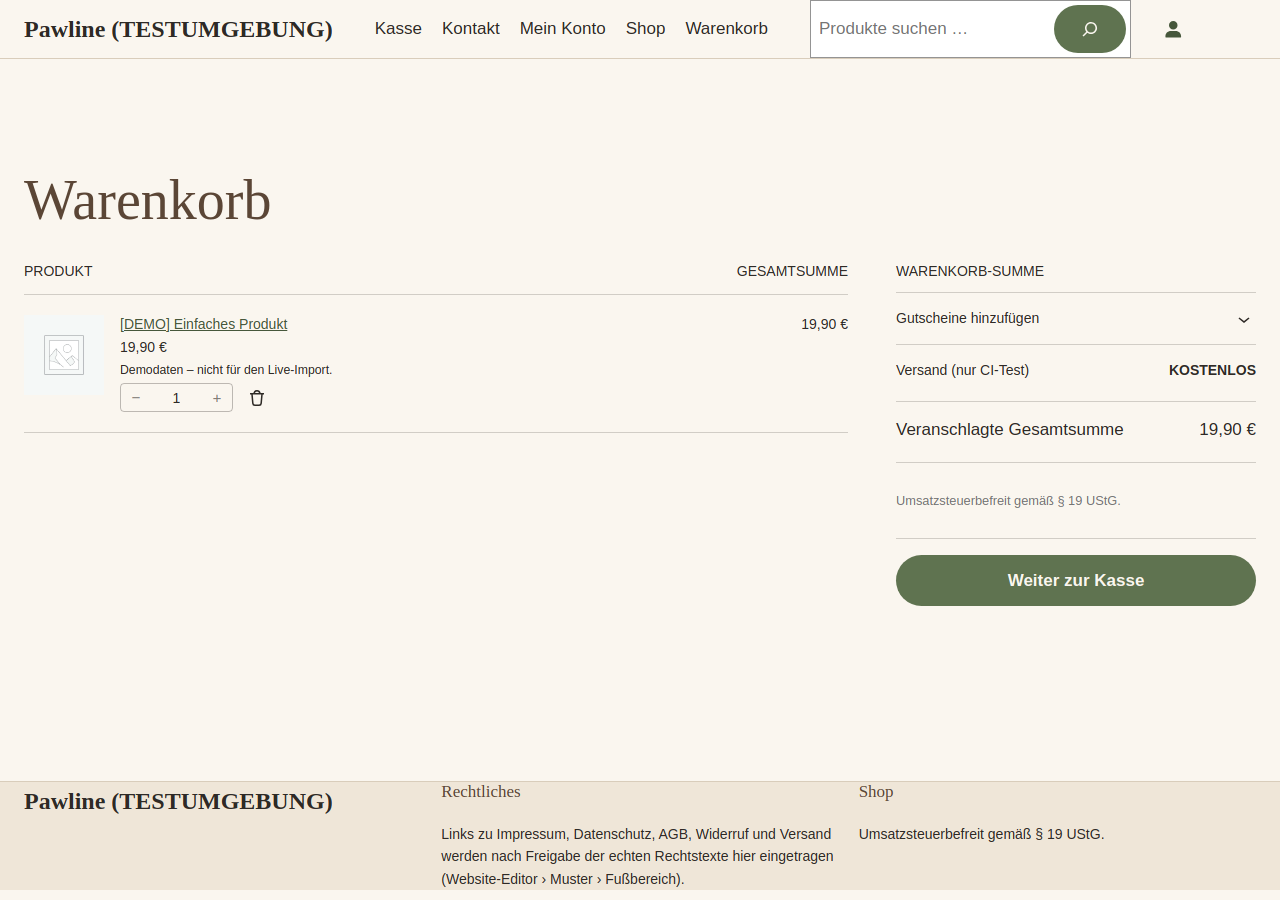 Pawline (TESTUMGEBUNG)
Kasse Kontakt Mein Konto Shop Warenkorb
Produkte suchen …
Warenkorb
PRODUKT GESAMTSUMME
[DEMO] Einfaches Produkt 19,90 €
19,90 €
Demodaten – nicht für den Live-Import.
− 1 +
WARENKORB-SUMME
Gutscheine hinzufügen
Versand (nur CI-Test) KOSTENLOS
Veranschlagte Gesamtsumme 19,90 €
Umsatzsteuerbefreit gemäß § 19 UStG.
Weiter zur Kasse
Pawline (TESTUMGEBUNG)
Rechtliches
Links zu Impressum, Datenschutz, AGB, Widerruf und Versand
werden nach Freigabe der echten Rechtstexte hier eingetragen
(Website-Editor › Muster › Fußbereich).
Shop
Umsatzsteuerbefreit gemäß § 19 UStG.